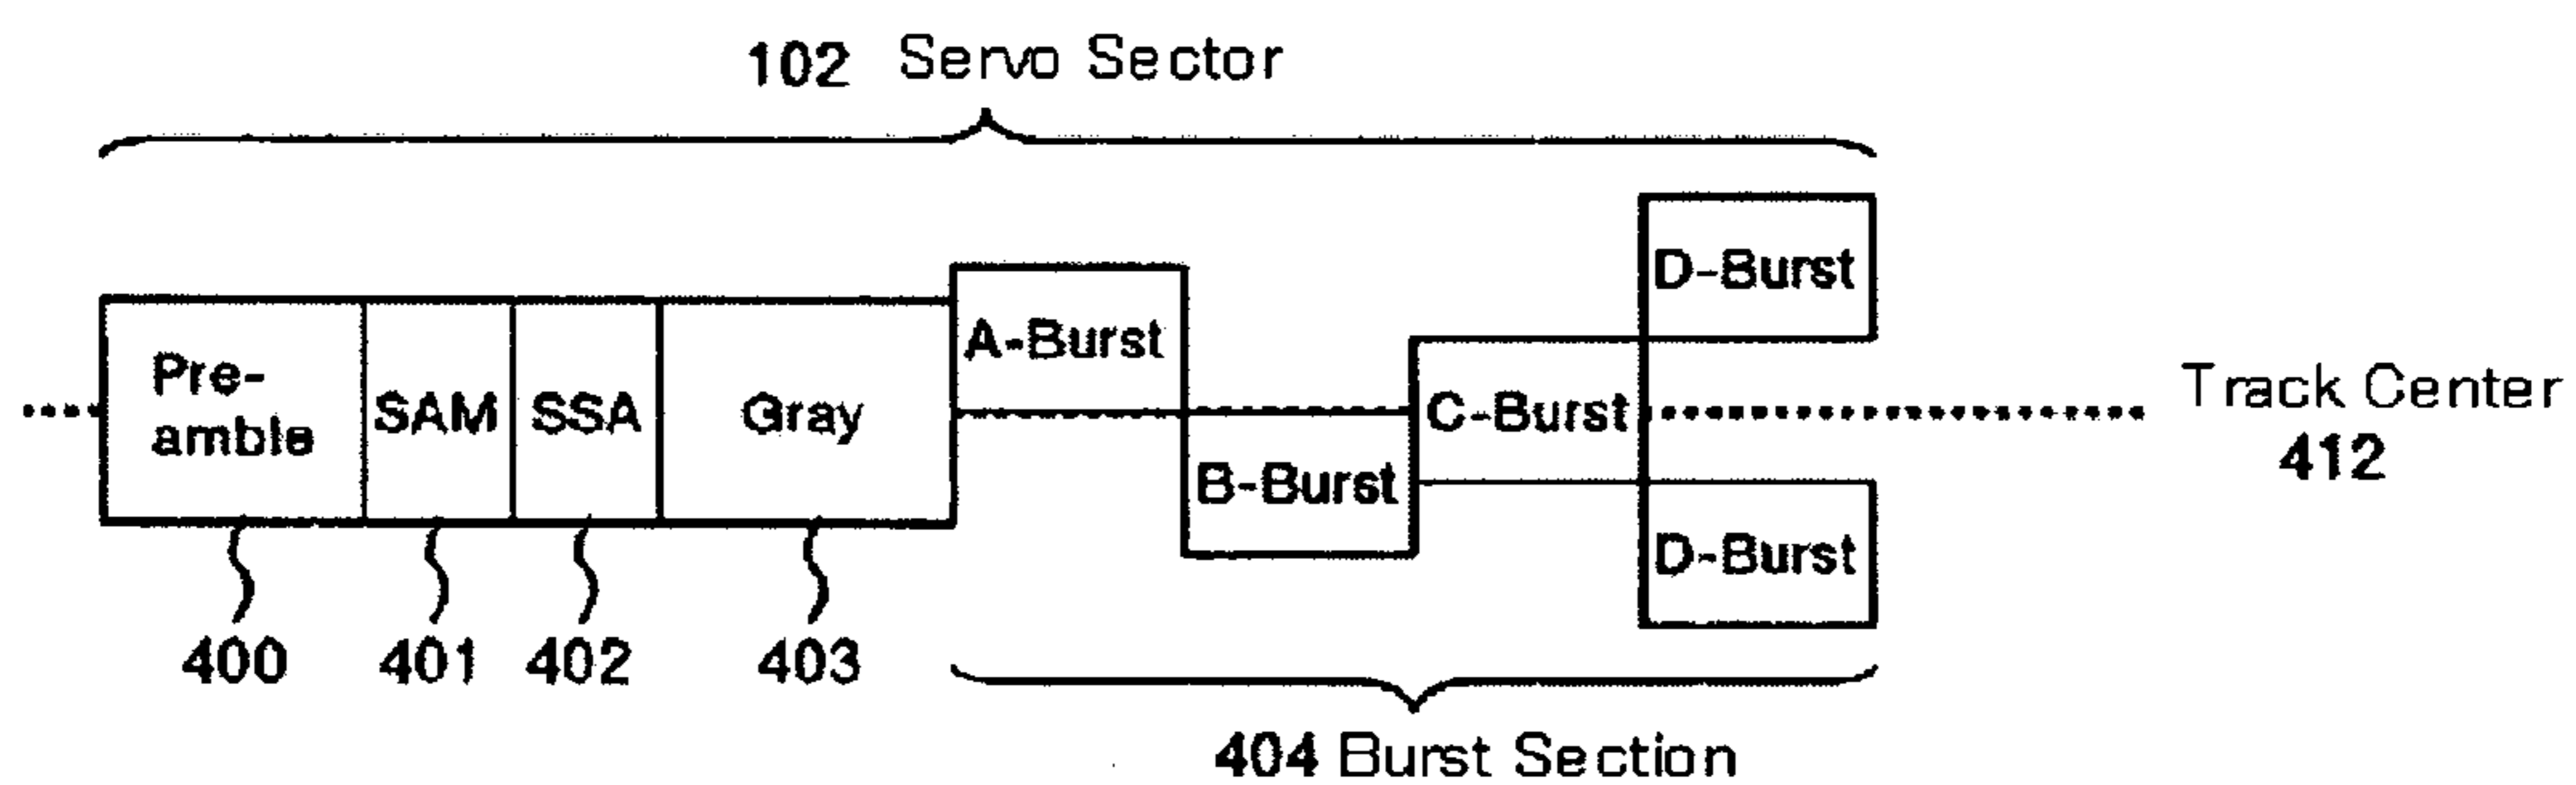 102 Servo Sector
D-Burst
A-Burst
Pre-
amble
SAM
SSA
Gray
C-Burst
Track Center
412
B-Burst
D-Burst
400
401
402
403
404 Burst Section